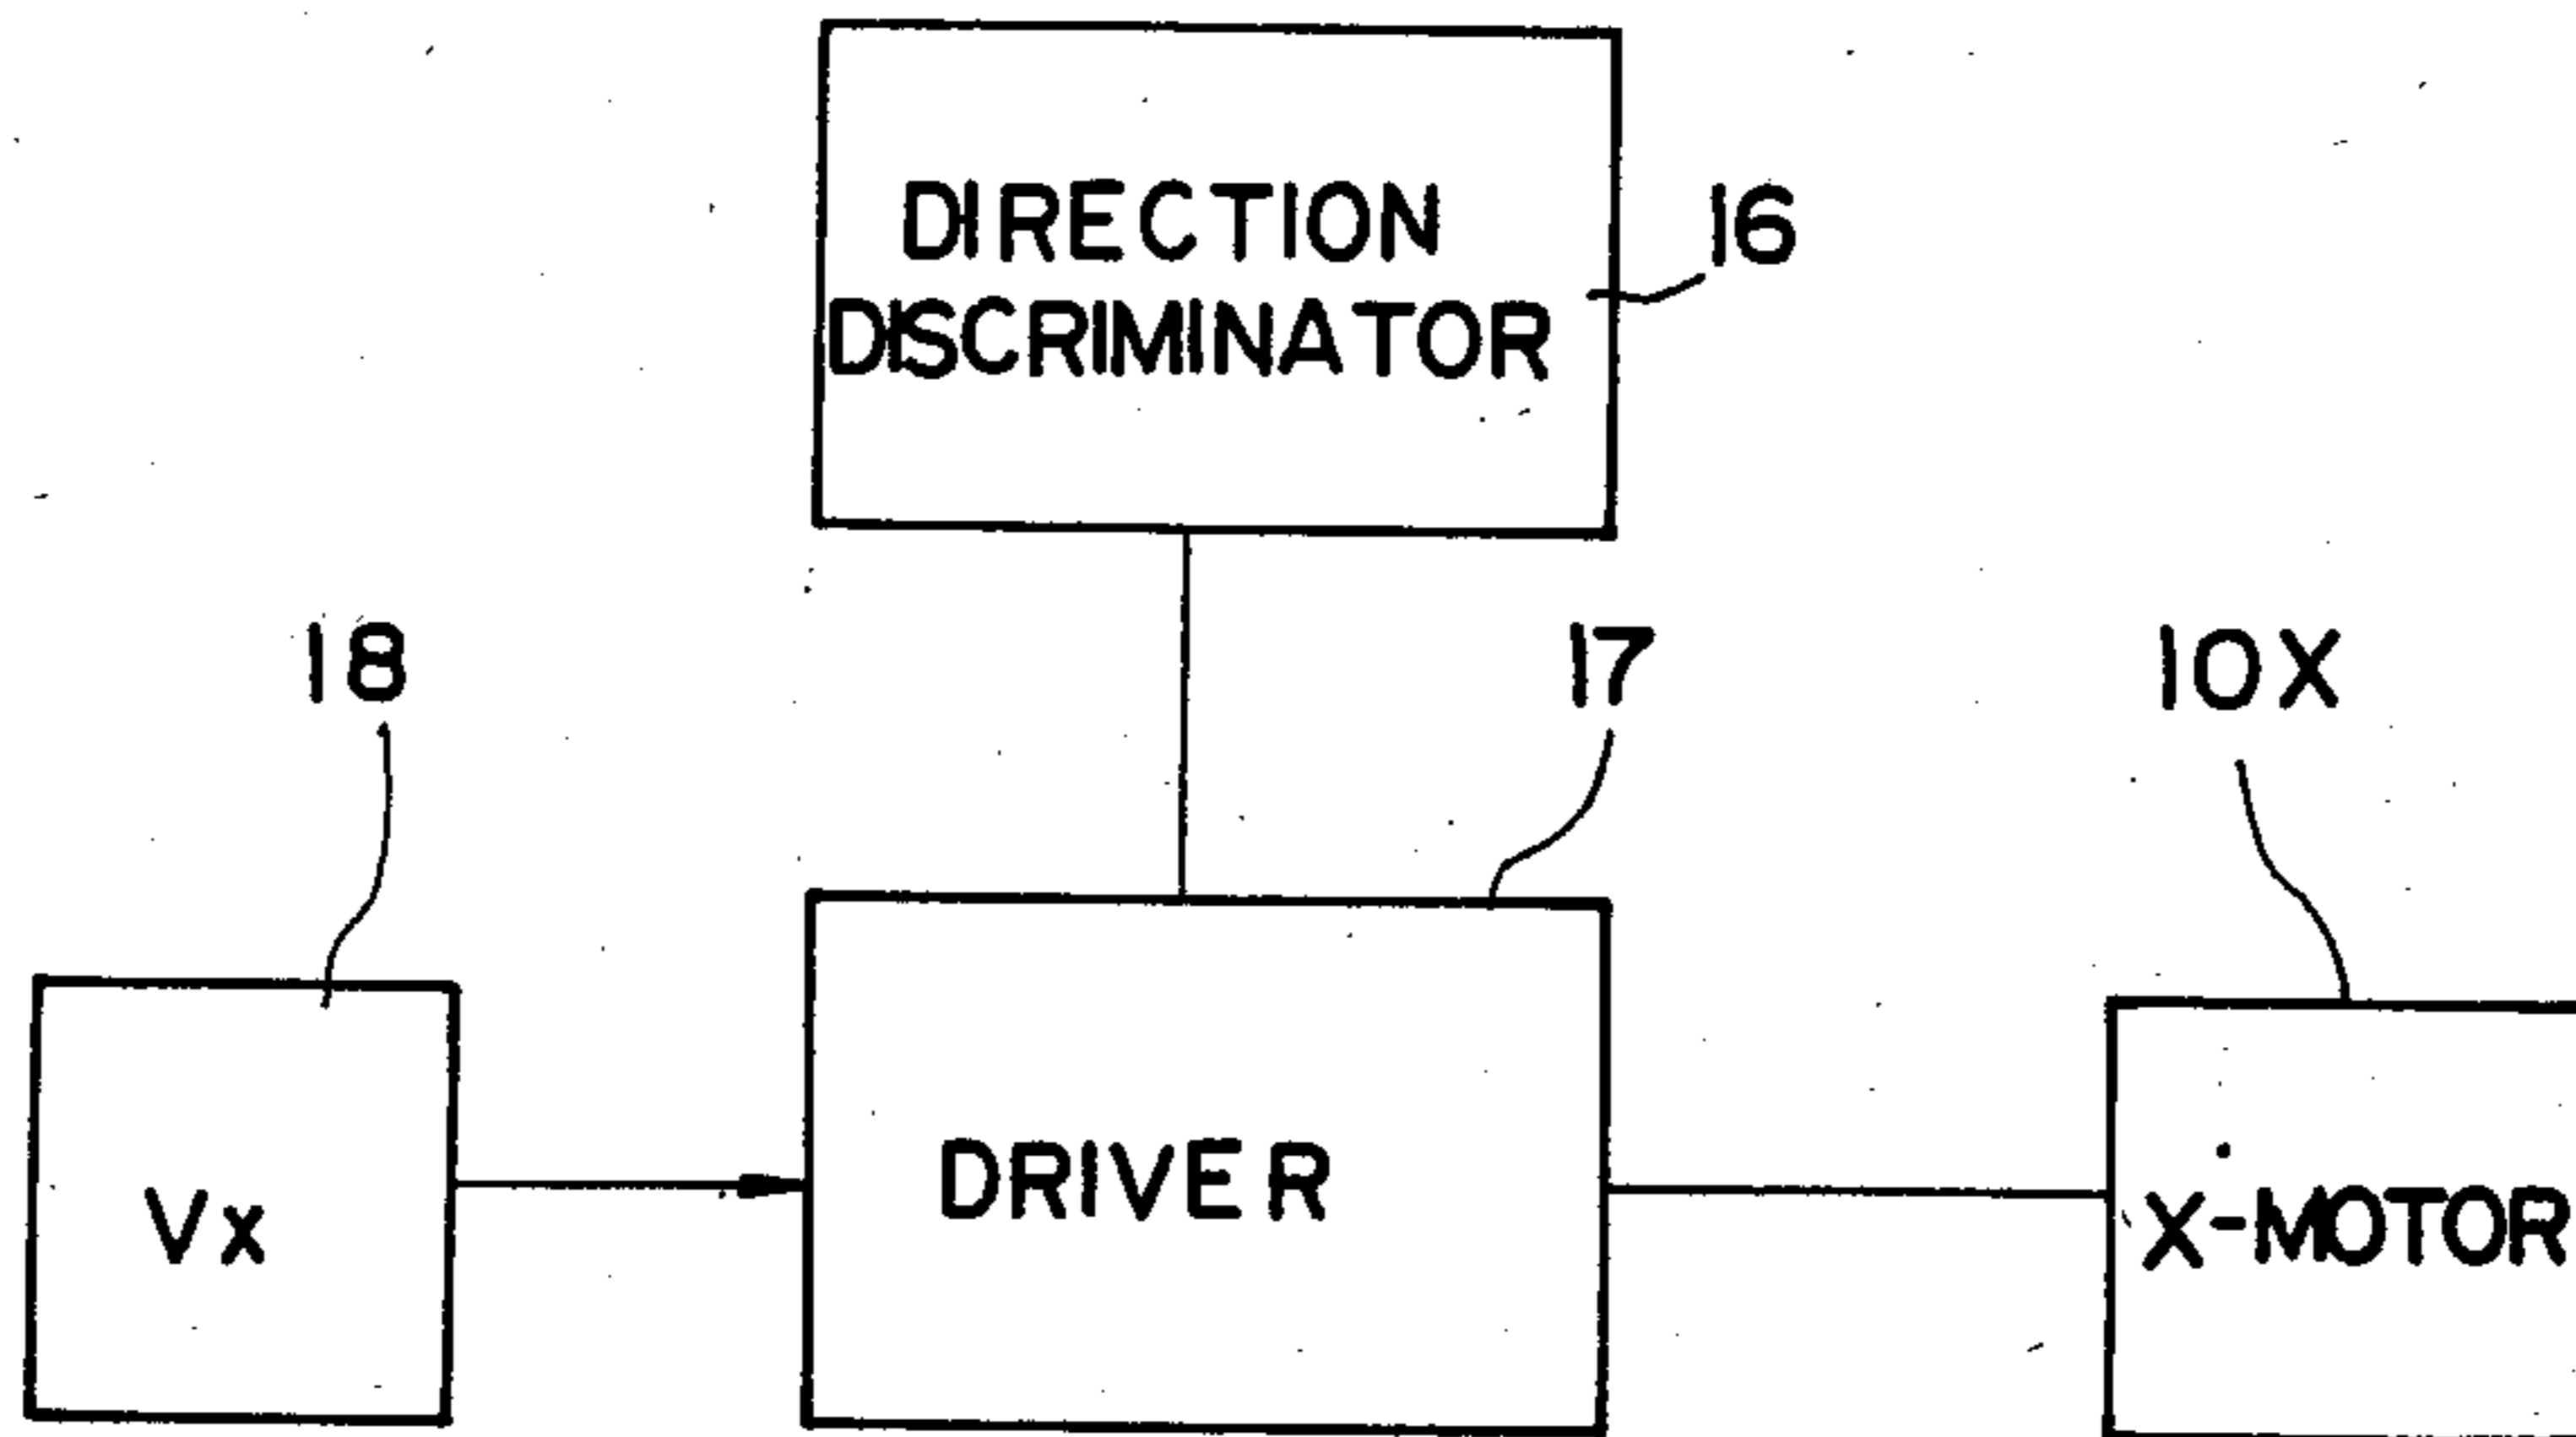 DIRECTION
DISCRIMINATOR
16
18
17
10X
Vx
DRIVER
X-MOTOR